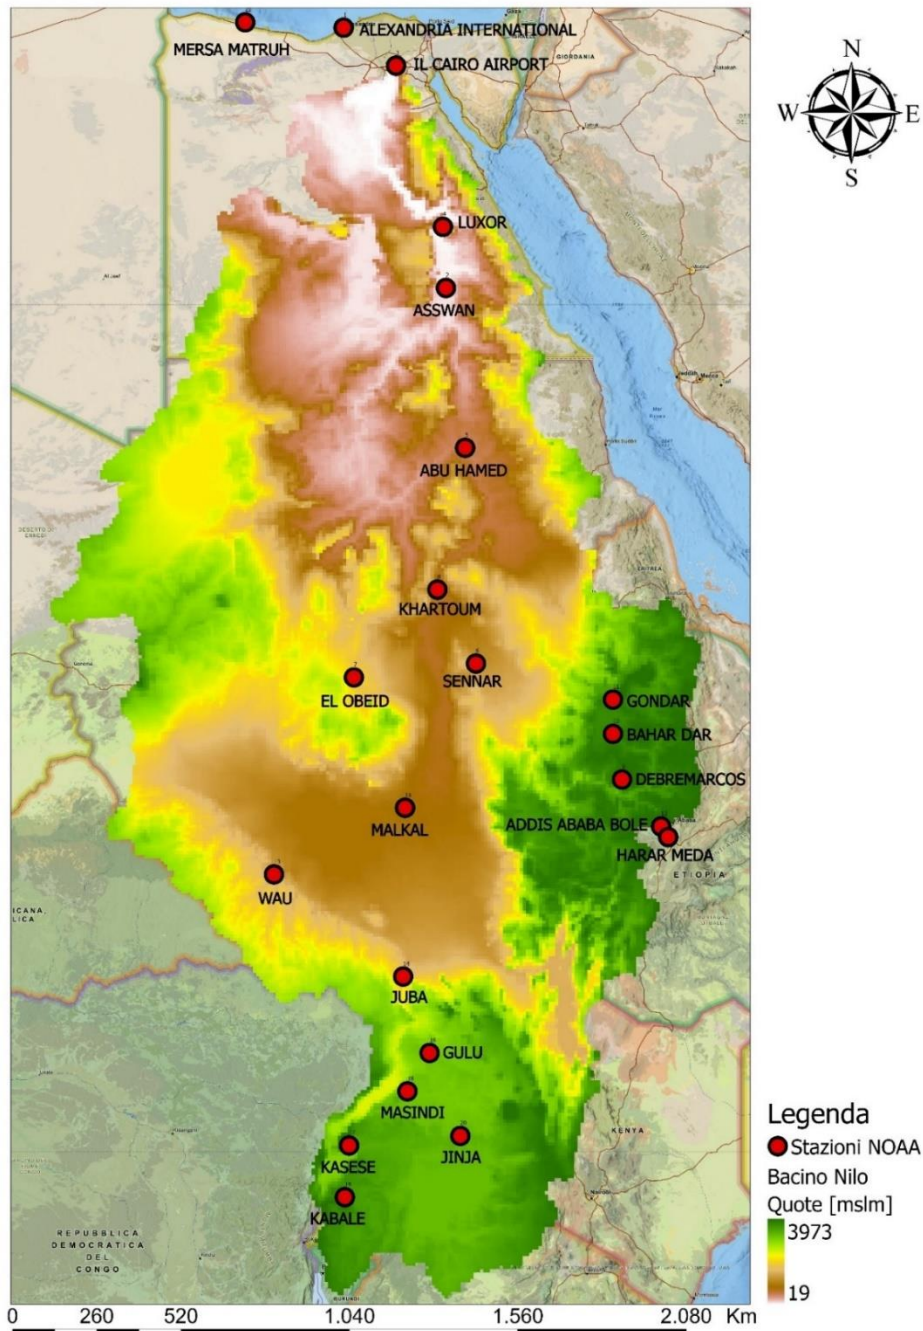 MERSA MATRUH
ALEXANDRIA INTERNATIONAL
IL CAIRO AIRPORT
GIORDANIA
N
W
E
S
LUXOR
ASSWAN
ABU HAMED
KHARTOUM
ERITREA
SENNAR
EL OBEID
GONDAR
BAHAR DAR
DEBREMARCOS
MALKAL
ADDIS ABABA BOLE
HARAR MEDA
ETIOPIA
WAU
ICANA,
LICA
JUBA
GULU
MASINDI
KENYA
JINJA
KASESE
KABALE
REPUBBLICA
DEMOCRATICA
DEL
CONGO
BURUNDI
Legenda
Stazioni NOAA
Bacino Nilo
Quote [mslm]
3973
19
0 260 520 1.040 1.560 2.080 Km